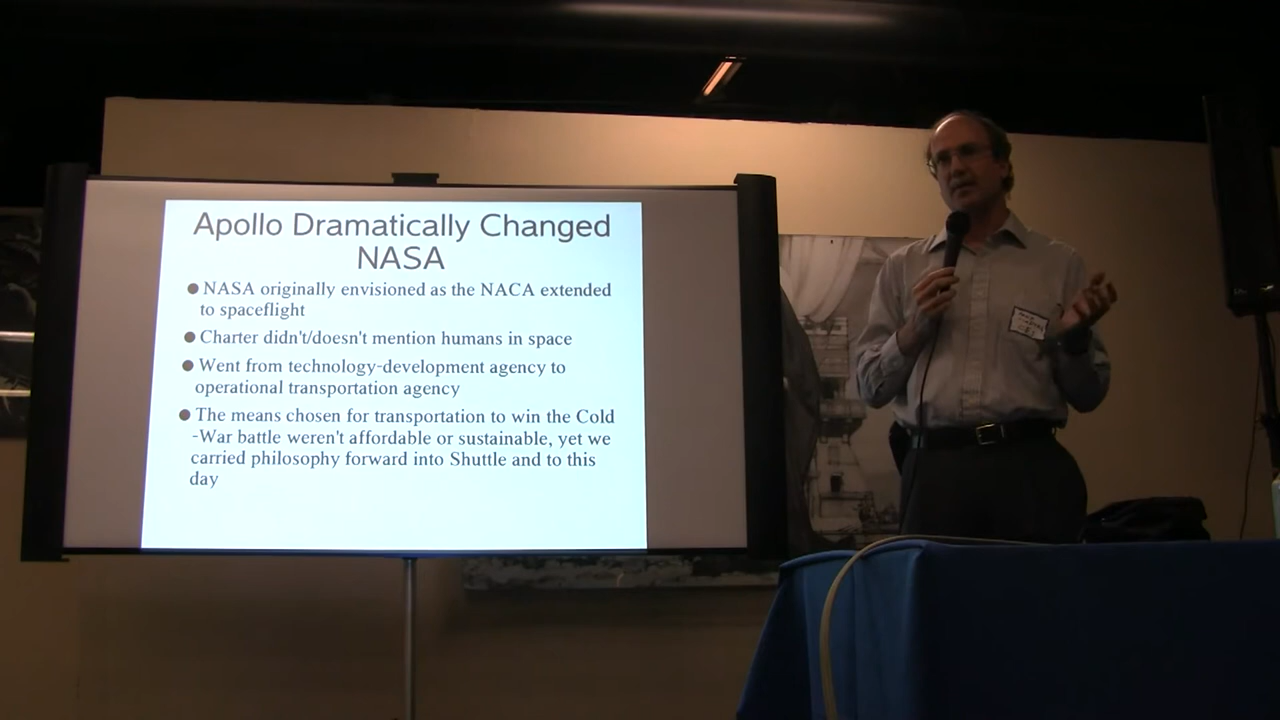 Apollo Dramatically Changed
NASA
● NASA originally envisioned as the NACA extended
to spaceflight
● Charter didn't/doesn't mention humans in space
● Went from technology-development agency to
operational transportation agency
● The means chosen for transportation to win the Cold
-War battle weren't affordable or sustainable, yet we
carried philosophy forward into Shuttle and to this
day